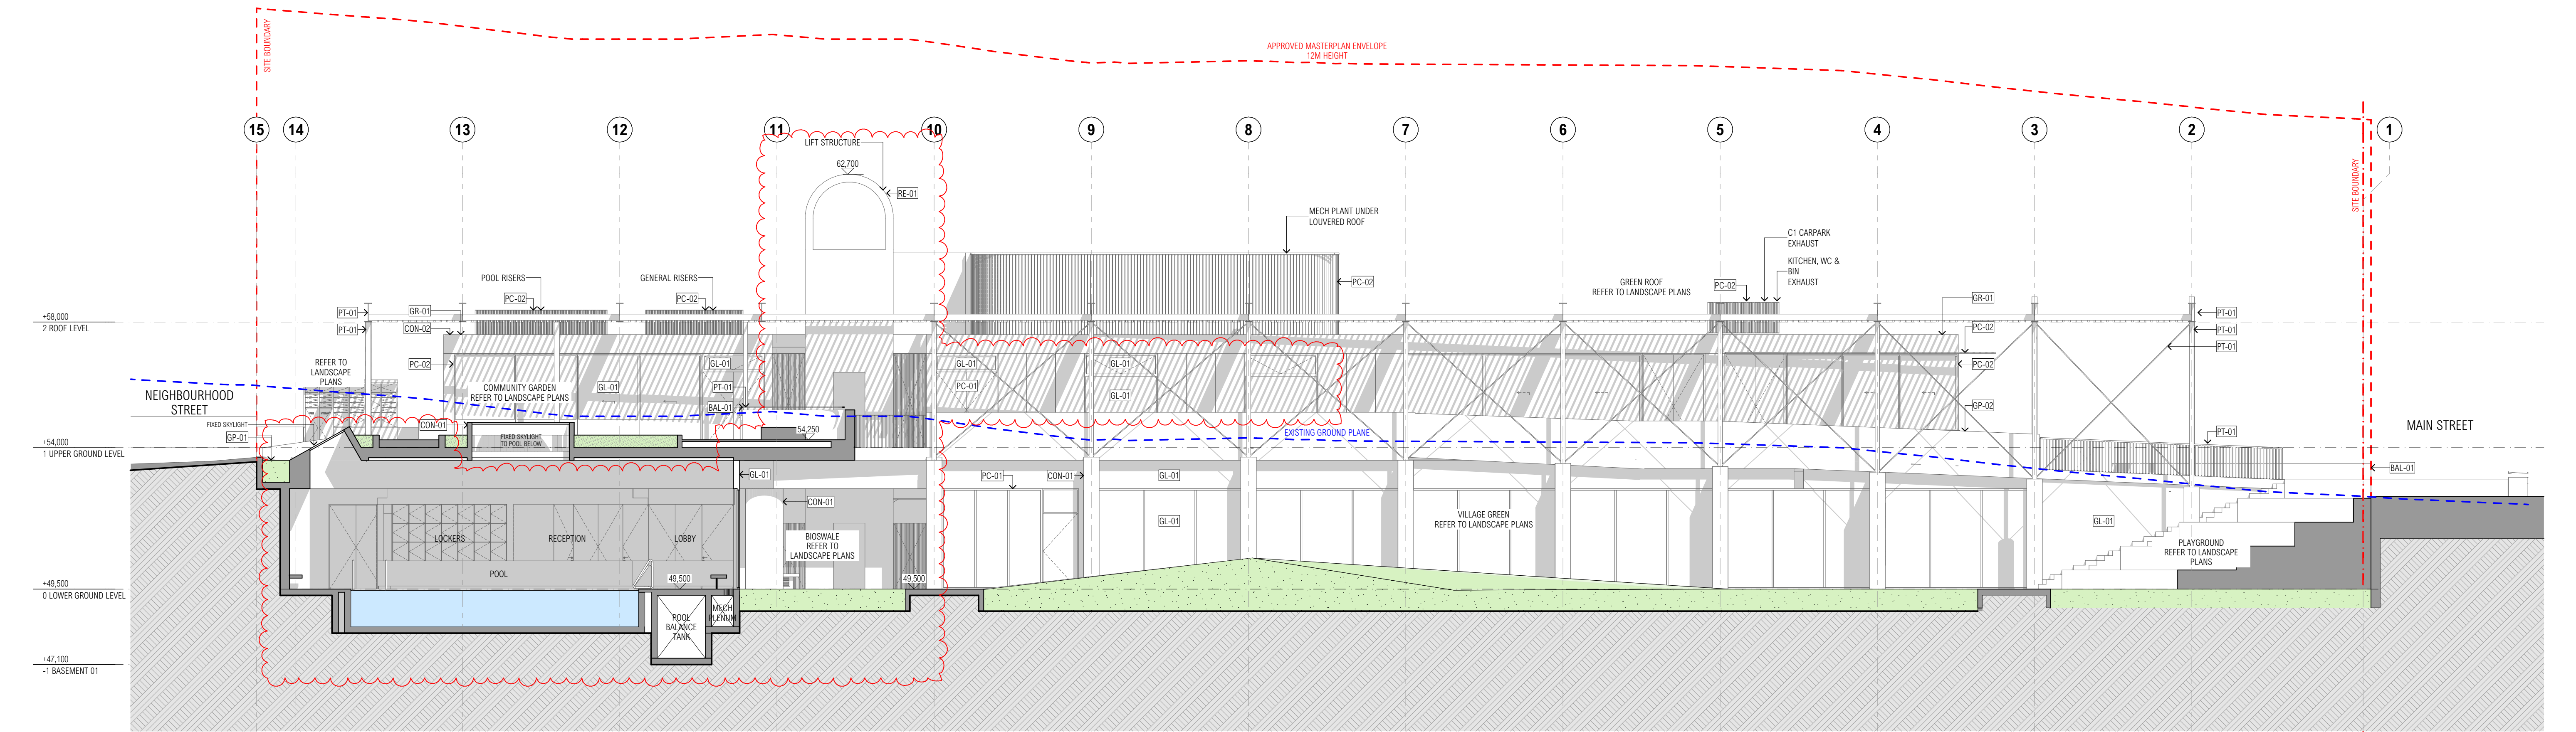 APPROVED MASTERPLAN ENVELOPE
12M HEIGHT
SITE BOUNDARY
SITE BOUNDARY
15
14
13
12
11
10
9
8
7
6
5
4
3
2
1
LIFT STRUCTURE
62,700
RE-01
MECH PLANT UNDER
LOUVERED ROOF
PC-02
C1 CARPARK
EXHAUST
KITCHEN, WC &
BIN
EXHAUST
PC-02
GREEN ROOF
REFER TO LANDSCAPE PLANS
POOL RISERS
PC-02
GENERAL RISERS
PC-02
GR-01
+58,000
2 ROOF LEVEL
PT-01
PT-01
GR-01
CON-02
PC-02
PT-01
PT-01
PT-01
PC-02
PC-02
GP-02
REFER TO
LANDSCAPE
PLANS
COMMUNITY GARDEN
REFER TO LANDSCAPE PLANS
GL-01
GL-01
PT-01
BAL-01
GL-01
PC-01
GL-01
GL-01
NEIGHBOURHOOD
STREET
FIXED SKYLIGHT
GP-01
CON-01
FIXED SKYLIGHT
TO POOL BELOW
54,250
EXISTING GROUND PLANE
PT-01
MAIN STREET
+54,000
1 UPPER GROUND LEVEL
BAL-01
GL-01
CON-01
PC-01
CON-01
GL-01
GL-01
VILLAGE GREEN
REFER TO LANDSCAPE PLANS
GL-01
PLAYGROUND
REFER TO LANDSCAPE
PLANS
LOCKERS
RECEPTION
LOBBY
BIOSWALE
REFER TO
LANDSCAPE PLANS
POOL
49,500
49,500
+49,500
0 LOWER GROUND LEVEL
POOL
BALANCE
TANK
MECH
PLENUM
+47,100
-1 BASEMENT 01